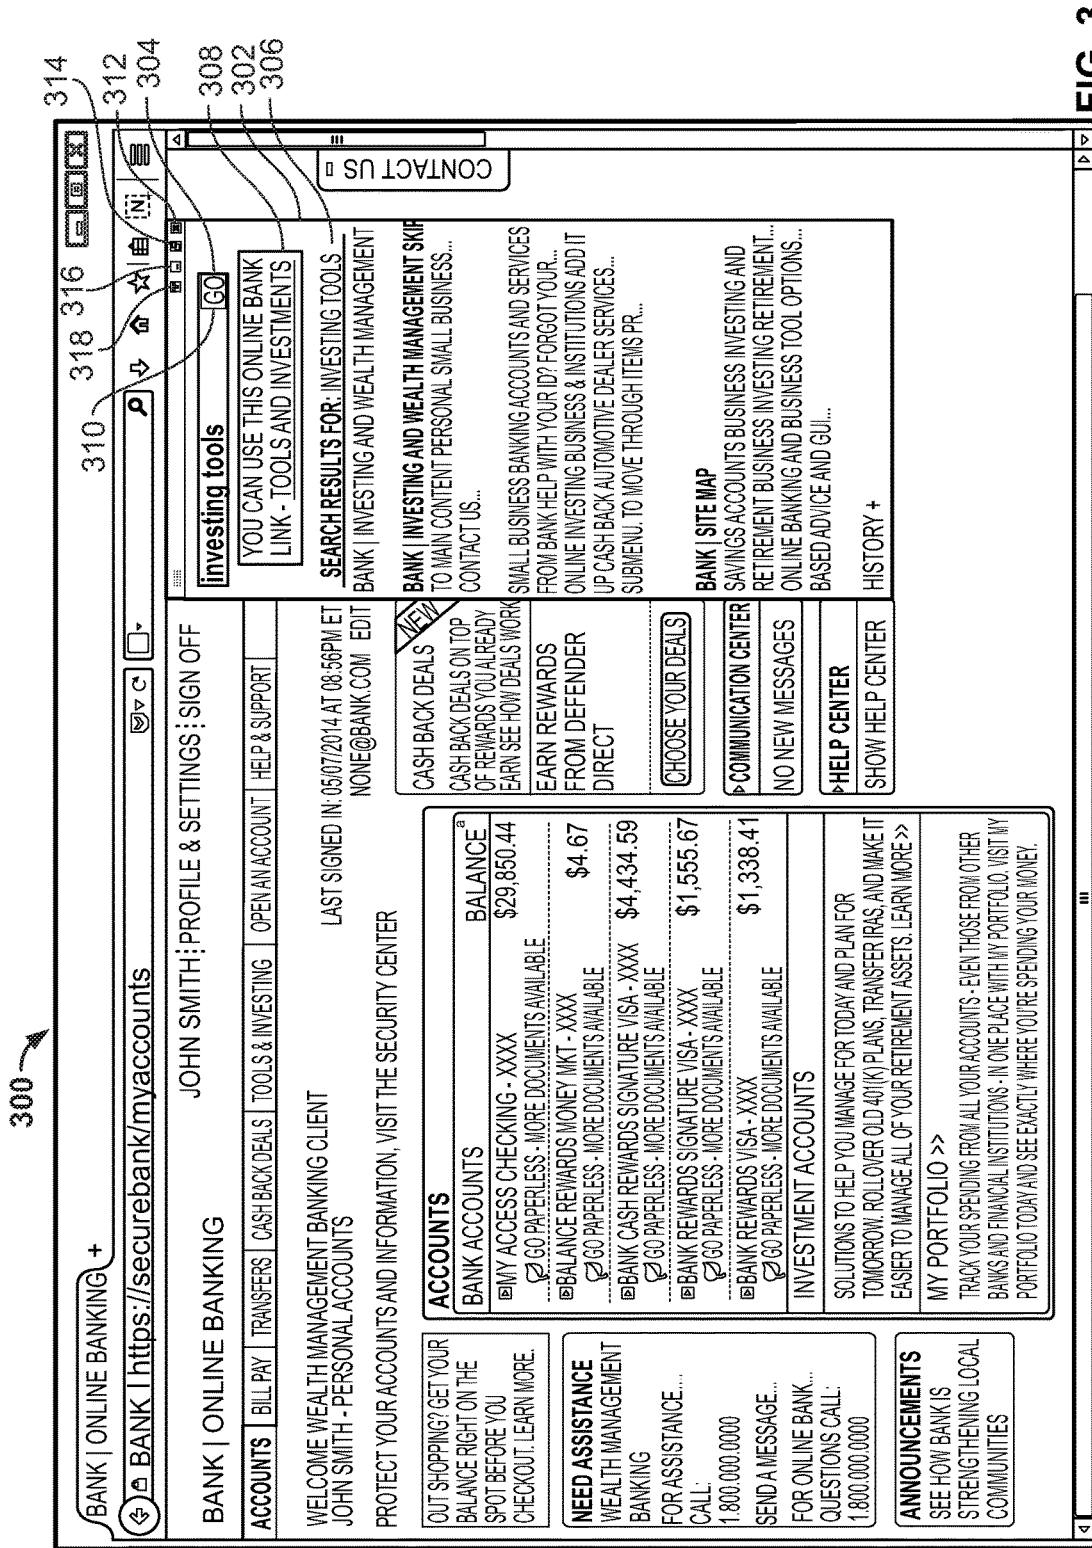 300
BANK | ONLINE BANKING +
BANK | https://securebank/myaccounts
N
BANK | ONLINE BANKING
JOHN SMITH PROFILE & SETTINGS SIGN OFF
ACCOUNTS BILL PAY TRANSFERS CASH BACK DEALS TOOLS & INVESTING OPEN AN ACCOUNT HELP & SUPPORT
WELCOME WEALTH MANAGEMENT BANKING CLIENT
JOHN SMITH - PERSONAL ACCOUNTS
LAST SIGNED IN: 05/07/2014 AT 08:56PM ET
NONE@BANK.COM EDIT
PROTECT YOUR ACCOUNTS AND INFORMATION, VISIT THE SECURITY CENTER
OUT SHOPPING? GET YOUR
BALANCE RIGHT ON THE
SPOT BEFORE YOU
CHECKOUT. LEARN MORE.
NEED ASSISTANCE
WEALTH MANAGEMENT
BANKING
FOR ASSISTANCE....
CALL:
1.800.000.0000
SEND A MESSAGE...
FOR ONLINE BANK...
QUESTIONS CALL:
1.800.000.000
ANNOUNCEMENTS
SEE HOW BANK IS
STRENGTHENING LOCAL
COMMUNITIES
ACCOUNTS
BANK ACCOUNTS BALANCE a
MY ACCESS CHECKING - XXXX $29,850.44
GO PAPERLESS - MORE DOCUMENTS AVAILABLE
BALANCE REWARDS MONEY MKT - XXXX $4.67
GO PAPERLESS - MORE DOCUMENTS AVAILABLE
BANK CASH REWARDS SIGNATURE VISA - XXXX $4,434.59
GO PAPERLESS - MORE DOCUMENTS AVAILABLE
BANK REWARDS SIGNATURE VISA - XXXX $1,555.67
GO PAPERLESS - MORE DOCUMENTS AVAILABLE
BANK REWARDS VISA - XXXX $1,338.41
GO PAPERLESS - MORE DOCUMENTS AVAILABLE
INVESTMENT ACCOUNTS
SOLUTIONS TO HELP YOU MANAGE FOR TODAY AND PLAN FOR
TOMORROW. ROLLOVER OLD 401(K) PLANS, TRANSFER IRAS, AND MAKE IT
EASIER TO MANAGE ALL OF YOUR RETIREMENT ASSETS. LEARN MORE >>
MY PORTFOLIO >>
TRACK YOUR SPENDING FROM ALL YOUR ACCOUNTS - EVEN THOSE FROM OTHER
BANKS AND FINANCIAL INSTITUTIONS - IN ONE PLACE WITH MY PORTFOLIO. VISIT MY
PORTFOLIO TODAY AND SEE EXACTLY WHERE YOU'RE SPENDING YOUR MONEY.
CASH BACK DEALS
NEW
CASH BACK DEALS ON TOP
OF REWARDS YOU ALREADY
EARN SEE HOW DEALS WORK
EARN REWARDS
FROM DEFENDER
DIRECT
CHOOSE YOUR DEALS
COMMUNICATION CENTER
NO NEW MESSAGES
HELP CENTER
SHOW HELP CENTER
investing tools GO
YOU CAN USE THIS ONLINE BANK
LINK - TOOLS AND INVESTMENTS
SEARCH RESULTS FOR: INVESTING TOOLS
BANK | INVESTING AND WEALTH MANAGEMENT
BANK | INVESTING AND WEALTH MANAGEMENT SKIP
TO MAIN CONTENT PERSONAL SMALL BUSINESS...
CONTACT US...
SMALL BUSINESS BANKING ACCOUNTS AND SERVICES
FROM BANK HELP WITH YOUR ID? FORGOT YOUR...
ONLINE INVESTING BUSINESS & INSTITUTIONS ADD IT
UP CASH BACK AUTOMOTIVE DEALER SERVICES...
SUBMENU. TO MOVE THROUGH ITEMS PR...
BANK | SITE MAP
SAVINGS ACCOUNTS BUSINESS INVESTING AND
RETIREMENT BUSINESS INVESTING RETIREMENT...
ONLINE BANKING AND BUSINESS TOOL OPTIONS...
BASED ADVICE AND GUI...
HISTORY +
CONTACT US
310
318
316
314
312
304
308
302
306